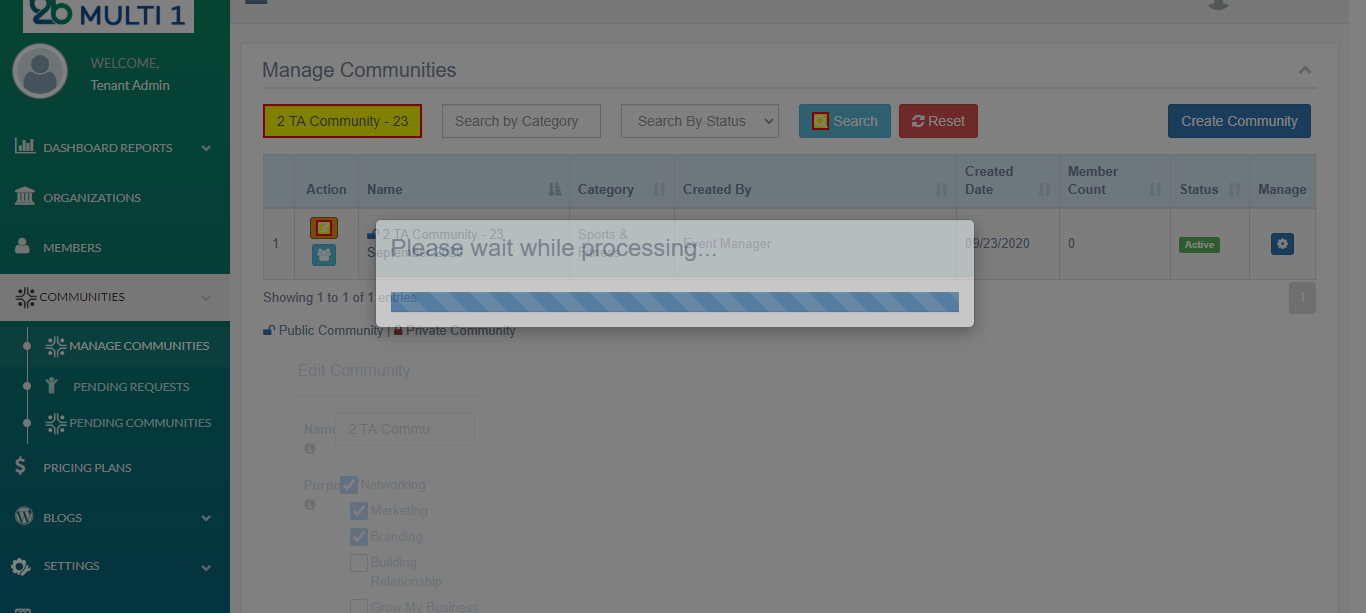 2b MULTI 1
WELCOME,
Tenant Admin
DASHBOARD REPORTS
ORGANIZATIONS
MEMBERS
COMMUNITIES
MANAGE COMMUNITIES
PENDING REQUESTS
PENDING COMMUNITIES
PRICING PLANS
BLOGS
SETTINGS
Manage Communities
2 TA Community - 23
Search by Category
Search By Status
Search
Reset
Create Community
Action
Name
Category
Created By
Created
Date
Member
Count
Status
Manage
1
2 TA Community - 23
September 2020
Sports &
Fitness
Event Manager
09/23/2020
0
Active
Please wait while processing...
Showing 1 to 1 of 1 entries
1
Public Community | Private Community
Edit Community
Name
2 TA Commu
Purpo
Networking
Marketing
Branding
Building
Relationship
Grow My Business